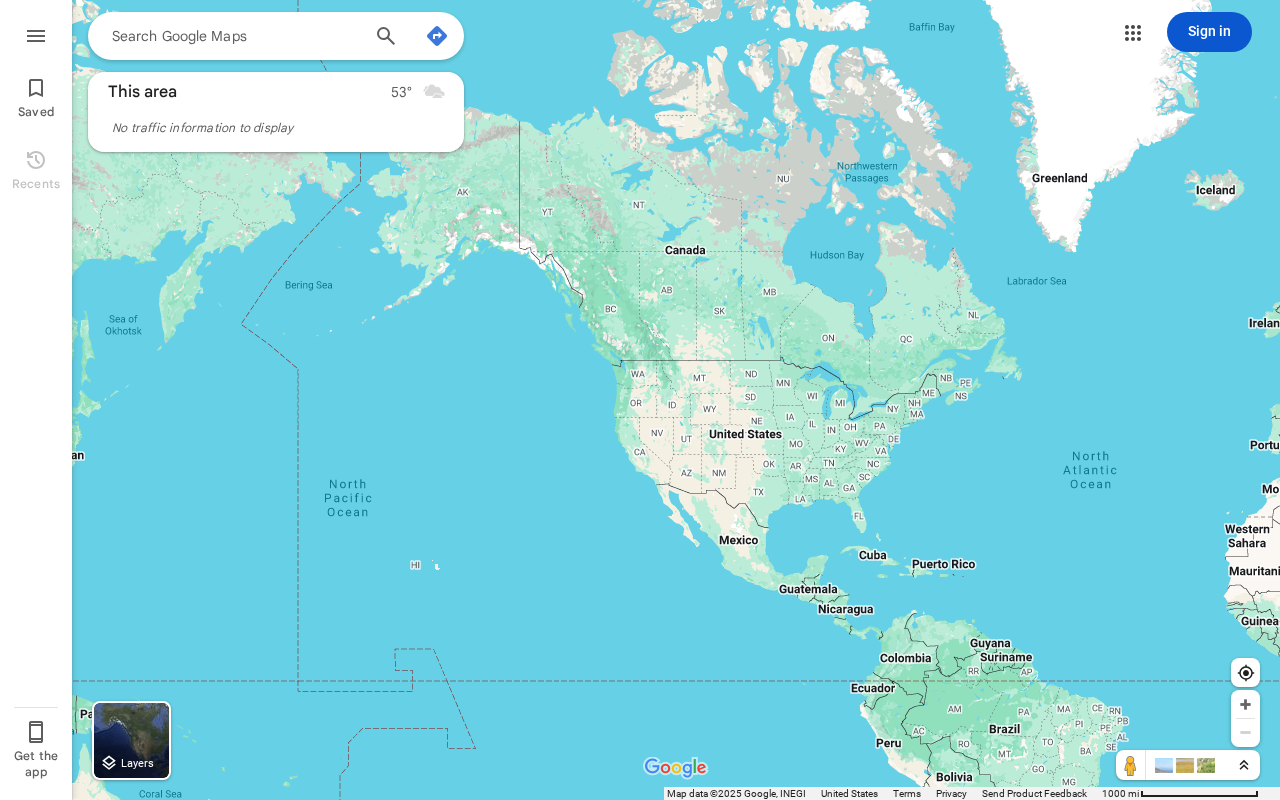 Search Google Maps
Sign in
Saved
Recents
This area
53°
No traffic information to display
Baffin Bay
Greenland
Iceland
Northwestern
Passages
NU
AK
YT
NT
Canada
Hudson Bay
Labrador Sea
Bering Sea
Sea of
Okhotsk
AB
MB
SK
BC
ON
QC
NL
Irelan
WA
MT
ND
MN
NB
PE
NS
ME
OR
ID
WY
SD
WI
MI
NY
NH
MA
NE
IA
IL
IN
OH
PA
NV
UT
United States
MO
KY
WV
VA
DE
CA
AZ
NM
OK
AR
TN
NC
SC
MS
AL
GA
TX
LA
FL
an
Portu
North
Pacific
Ocean
North
Atlantic
Ocean
Mo
Western
Sahara
Mauritani
Guinea
Mexico
Cuba
Puerto Rico
HI
Guatemala
Nicaragua
Guyana
Suriname
Colombia
RR
AP
Ecuador
AM
PA
MA
CE
RN
PB
PI
PE
Peru
AC
Brazil
RO
MT
TO
BA
SE
AL
GO
MG
Bolivia
Pa
Coral Sea
Layers
Get the
app
Google
Map data ©2025 Google, INEGI
United States
Terms
Privacy
Send Product Feedback
1000 mi